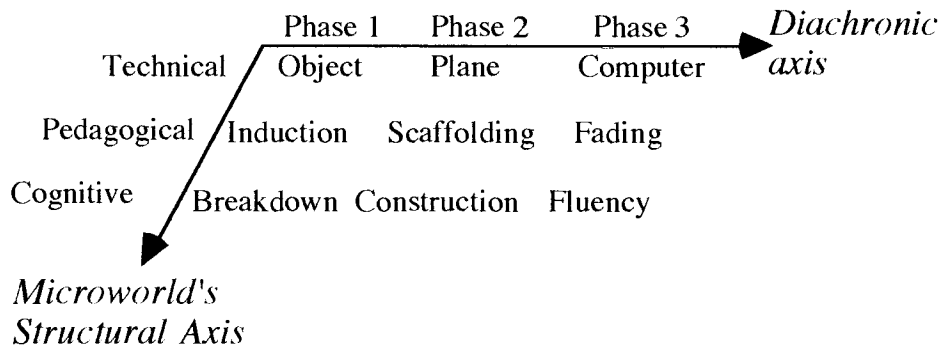 Phase 1 Phase 2 Phase 3 Diachronic
axis
Technical Object Plane Computer
Pedagogical Induction Scaffolding Fading
Cognitive Breakdown Construction Fluency
Microworld's
Structural Axis